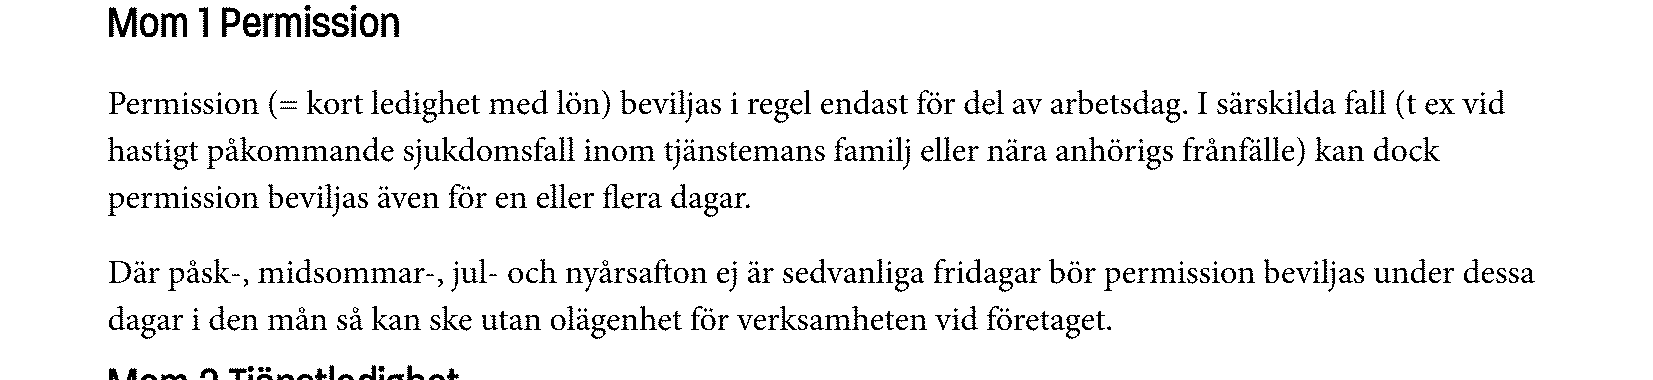 Mom 1 Permission
Permission (= kort ledighet med lön) beviljas i regel endast för del av arbetsdag. I särskilda fall (t ex vid
hastigt påkommande sjukdomsfall inom tjänstemans familj eller nära anhörigs frånfälle) kan dock
permission beviljas även för en eller flera dagar.
Där påsk-, midsommar-, jul- och nyårsafton ej är sedvanliga fridagar bör permission beviljas under dessa
dagar i den mån så kan ske utan olägenhet för verksamheten vid företaget.
Mom 2 Tjänstledighet